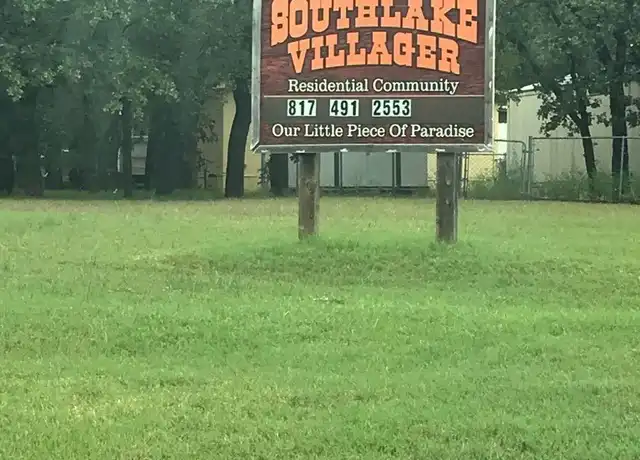 SOUTHLAKE
VILLAGER
Residential Community
817 491 2553
Our Little Piece Of Paradise